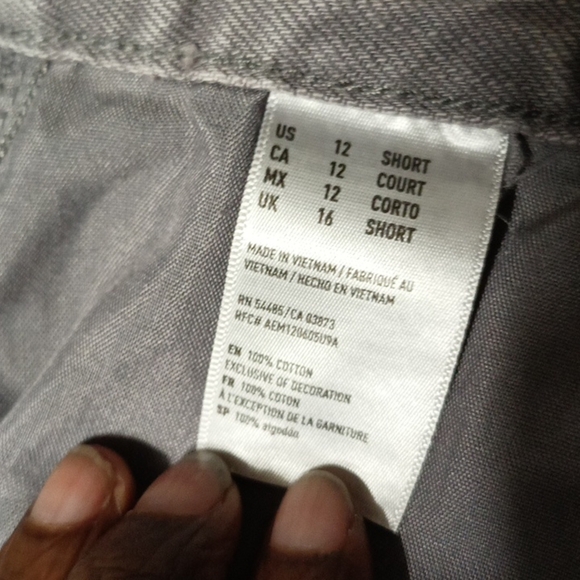 US 12 SHORT
CA 12 COURT
MX 12 CORTO
UK 16 SHORT
MADE IN VIETNAM / FABRIQUÉ AU
VIETNAM / HECHO EN VIETNAM
RN 54485/CA 03873
RFC# AEM120605U9A
EN 100% COTTON
EXCLUSIVE OF DECORATION
FR 100% COTON
À L'EXCEPTION DE LA GARNITURE
SP 100% algodón